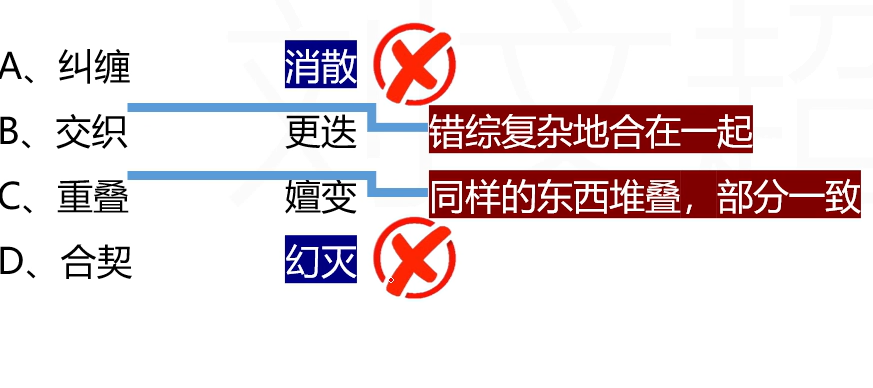 A、纠缠 消散
B、交织 更迭 错综复杂地合在一起
C、重叠 嬗变 同样的东西堆叠，部分一致
D、合契 幻灭